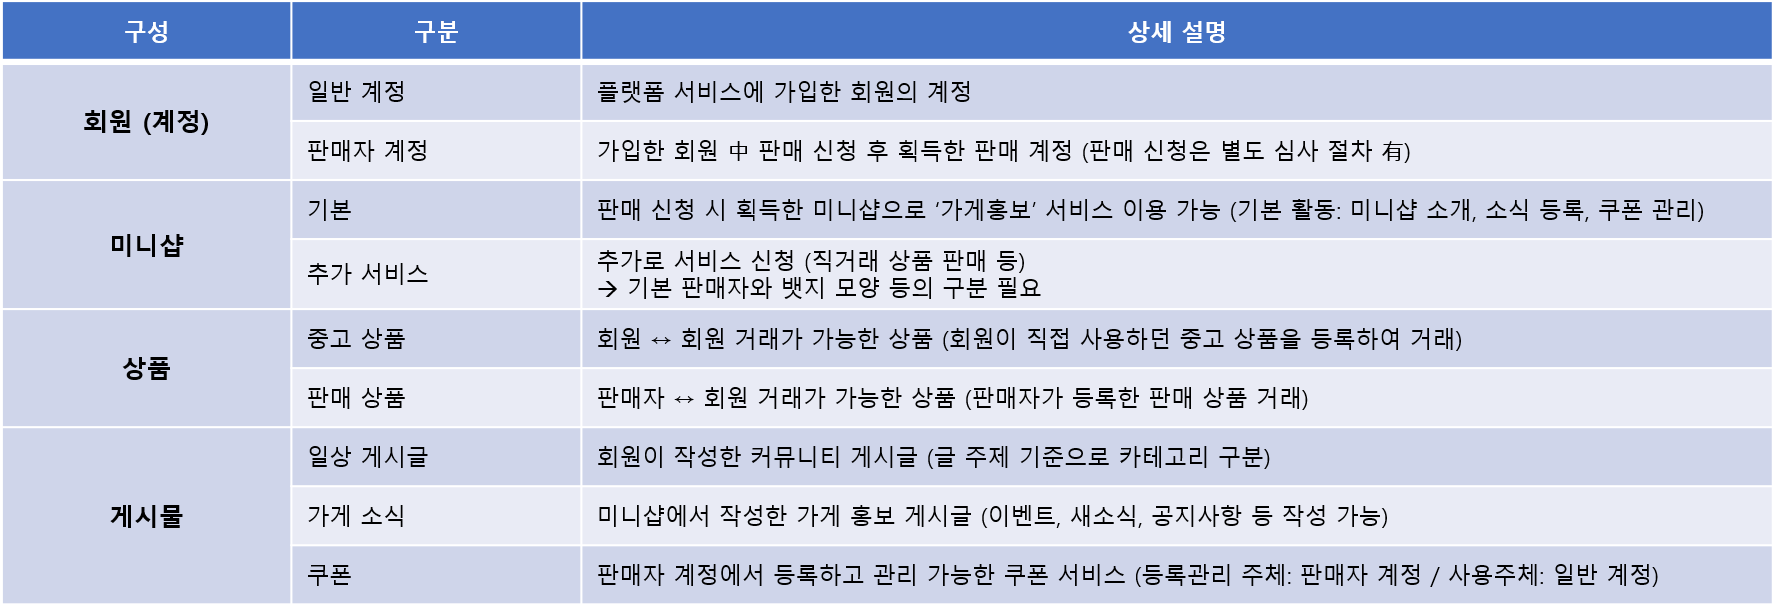 구성 구분 상세 설명
회원 (계정)
일반 계정 플랫폼 서비스에 가입한 회원의 계정
판매자 계정 가입한 회원 中 판매 신청 후 획득한 판매 계정 (판매 신청은 별도 심사 절차 有)
미니샵
기본 판매 신청 시 획득한 미니샵으로 ‘가게홍보’ 서비스 이용 가능 (기본 활동: 미니샵 소개, 소식 등록, 쿠폰 관리)
추가 서비스 추가로 서비스 신청 (직거래 상품 판매 등)
→ 기본 판매자와 뱃지 모양 등의 구분 필요
상품
중고 상품 회원 ↔ 회원 거래가 가능한 상품 (회원이 직접 사용하던 중고 상품을 등록하여 거래)
판매 상품 판매자 ↔ 회원 거래가 가능한 상품 (판매자가 등록한 판매 상품 거래)
게시물
일상 게시글 회원이 작성한 커뮤니티 게시글 (글 주제 기준으로 카테고리 구분)
가게 소식 미니샵에서 작성한 가게 홍보 게시글 (이벤트, 새소식, 공지사항 등 작성 가능)
쿠폰 판매자 계정에서 등록하고 관리 가능한 쿠폰 서비스 (등록관리 주체: 판매자 계정 / 사용주체: 일반 계정)